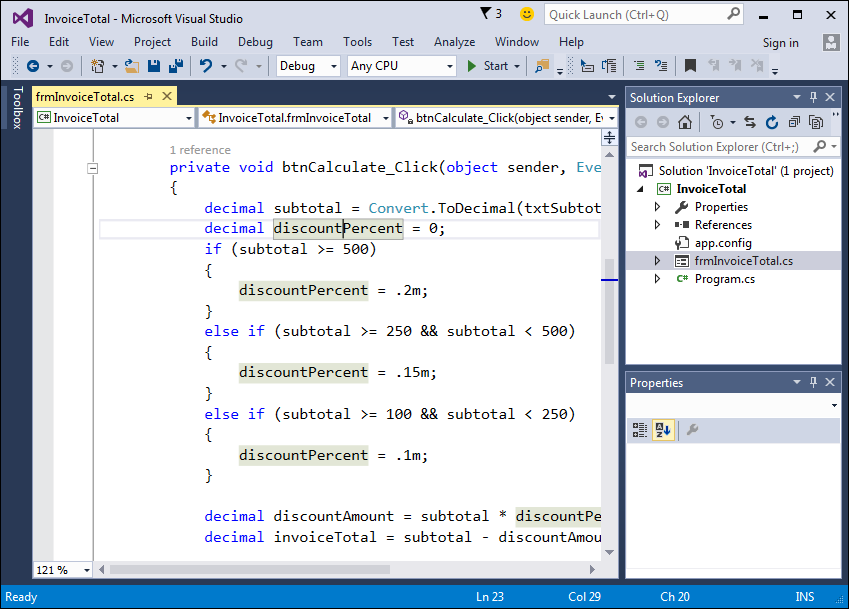 InvoiceTotal - Microsoft Visual Studio
3
Quick Launch (Ctrl+Q)
File Edit View Project Build Debug Team Tools Test Analyze Window Help
Sign in
Debug Any CPU Start
Toolbox
frmInvoiceTotal.cs
C# InvoiceTotal InvoiceTotal.frmInvoiceTotal btnCalculate_Click(object sender, Ev
1 reference
private void btnCalculate_Click(object sender, Eve
{
decimal subtotal = Convert.ToDecimal(txtSubtot
decimal discountPercent = 0;
if (subtotal >= 500)
{
discountPercent = .2m;
}
else if (subtotal >= 250 && subtotal < 500)
{
discountPercent = .15m;
}
else if (subtotal >= 100 && subtotal < 250)
{
discountPercent = .1m;
}
decimal discountAmount = subtotal * discountPe
decimal invoiceTotal = subtotal - discountAmou
121 %
Solution Explorer
Search Solution Explorer (Ctrl+;)
Solution 'InvoiceTotal' (1 project)
C# InvoiceTotal
Properties
References
app.config
frmInvoiceTotal.cs
C# Program.cs
Properties
A Z
Ready Ln 23 Col 29 Ch 20 INS